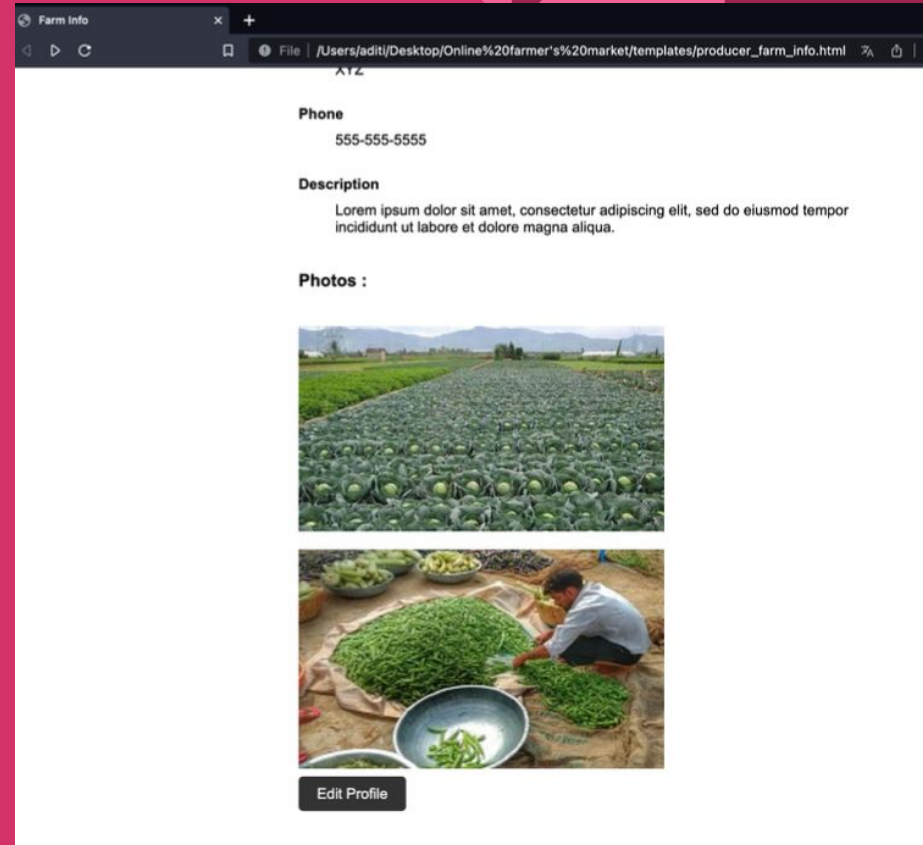 Farm Info
File | /Users/aditi/Desktop/Online%20farmer's%20market/templates/producer_farm_info.html
XYZ
Phone
555-555-5555
Description
Lorem ipsum dolor sit amet, consectetur adipiscing elit, sed do eiusmod tempor
incididunt ut labore et dolore magna aliqua.
Photos :
Edit Profile